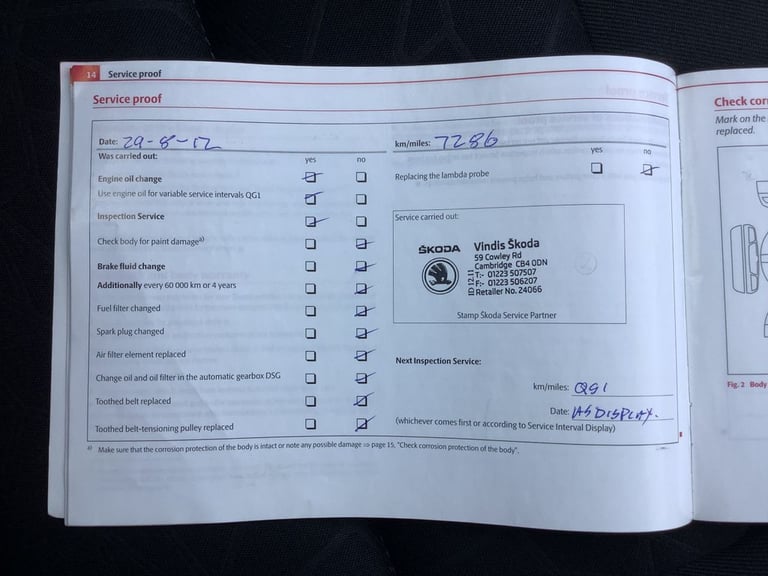 14 Service proof
Service proof
Date: 29-8-12
km/miles: 7286
Was carried out:
yes no
Engine oil change
Use engine oil for variable service intervals QG1
Inspection Service
Check body for paint damageᵃ⁾
Brake fluid change
Additionally every 60 000 km or 4 years
Fuel filter changed
Spark plug changed
Air filter element replaced
Change oil and oil filter in the automatic gearbox DSG
Toothed belt replaced
Toothed belt-tensioning pulley replaced
yes no
Replacing the lambda probe
Service carried out:
ŠKODA
Vindis Škoda
59 Cowley Rd
Cambridge CB4 0DN
T:- 01223 507507
F:- 01223 506207
Retailer No. 24066
ID 12.11
Stamp Škoda Service Partner
Next Inspection Service:
km/miles: QG1
Date: AS DISPLAY.
(whichever comes first or according to Service Interval Display)
a) Make sure that the corrosion protection of the body is intact or note any possible damage ⇒ page 15, "Check corrosion protection of the body".
Check cor
Mark on the
replaced.
Fig. 2 Body